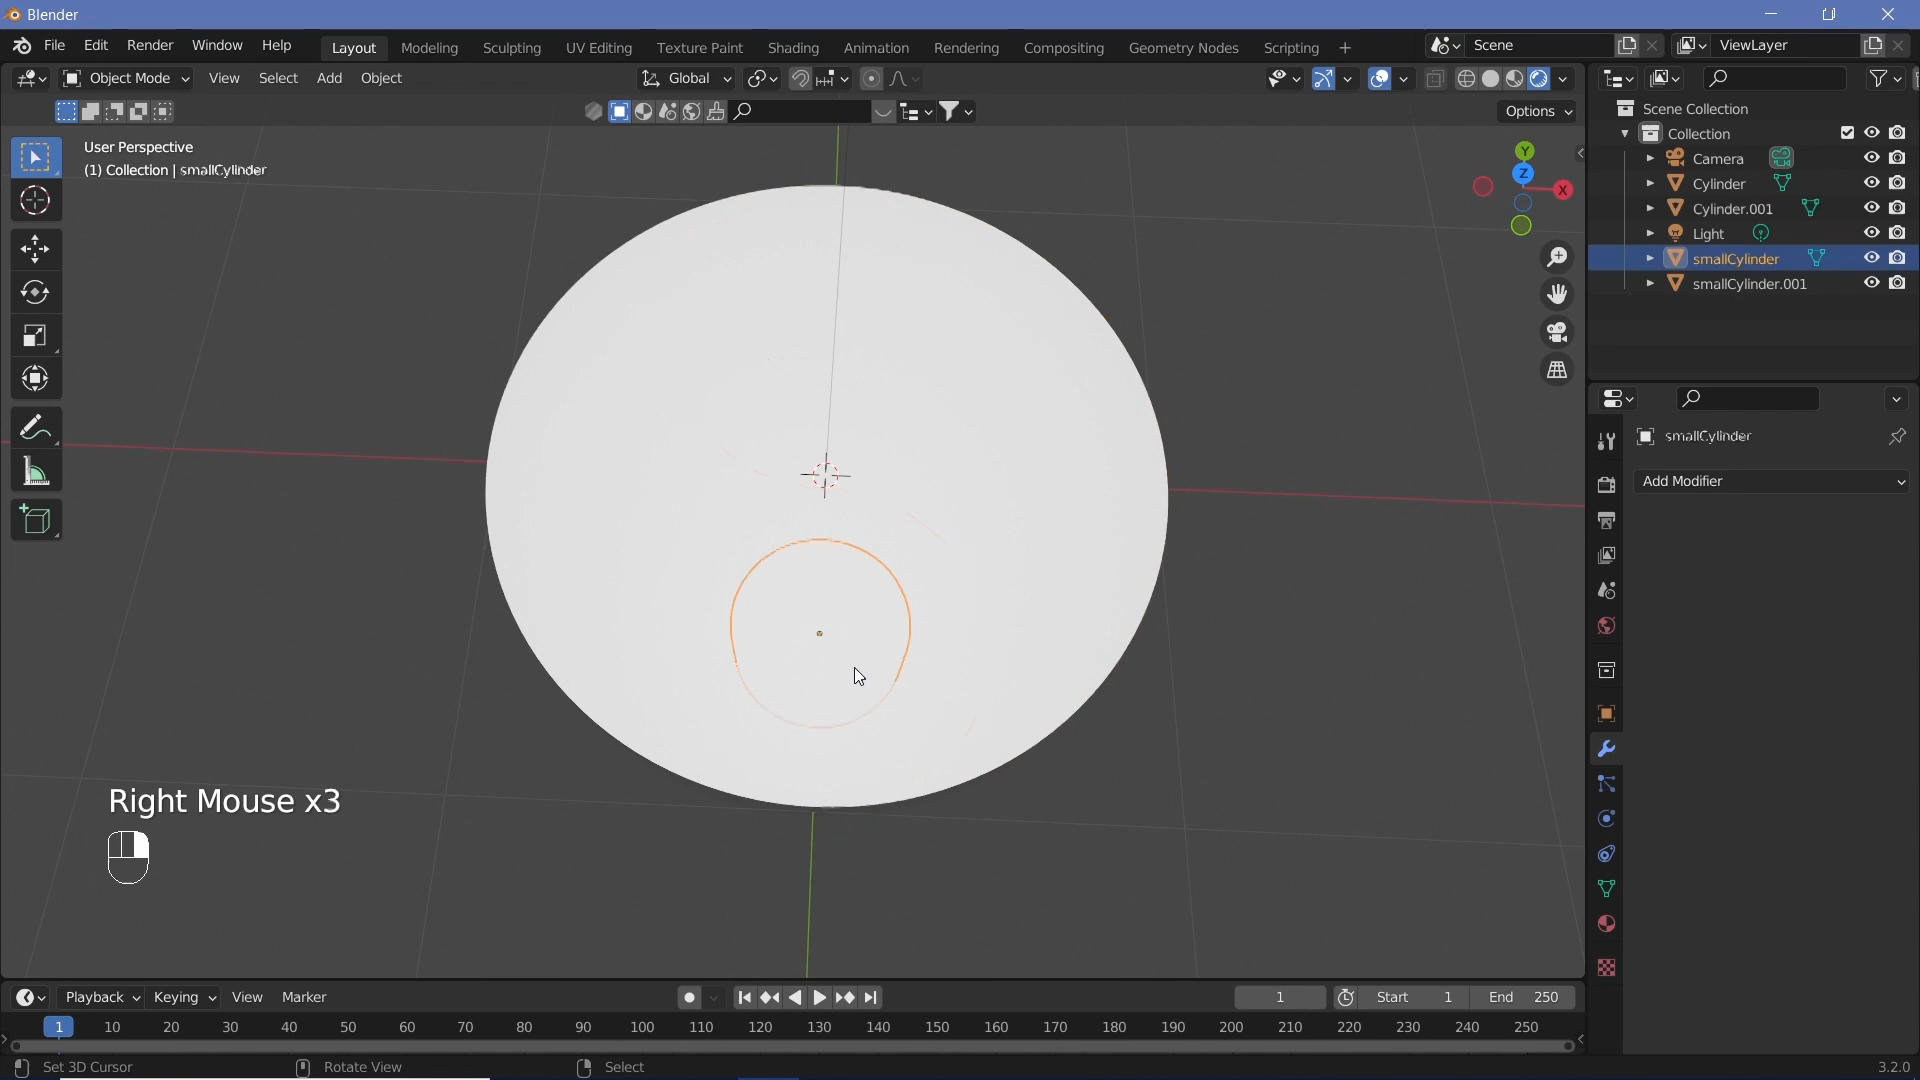 Blender
File Edit Render Window Help Layout Modeling Sculpting UV Editing Texture Paint Shading Animation Rendering Compositing Geometry Nodes Scripting + Scene ViewLayer
Object Mode View Select Add Object Global
Options
User Perspective
(1) Collection | smallCylinder
Y
Z
X
Scene Collection
Collection
Camera
Cylinder
Cylinder.001
Light
smallCylinder
smallCylinder.001
smallCylinder
Add Modifier
Right Mouse x3
Playback Keying View Marker 1 Start 1 End 250
1 10 20 30 40 50 60 70 80 90 100 110 120 130 140 150 160 170 180 190 200 210 220 230 240 250
Set 3D Cursor Rotate View Select 3.2.0